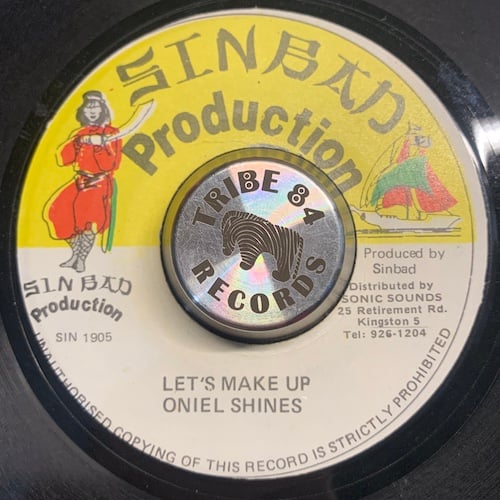 SINBAD
Production
TRIBE 84
RECORDS
SINBAD
Production
SIN 1905
Produced by
Sinbad
Distributed by
SONIC SOUNDS
25 Retirement Rd.
Kingston 5
Tel: 926-1204
LET'S MAKE UP
ONIEL SHINES
UNAUTHORISED COPYING OF THIS RECORD IS STRICTLY PROHIBITED